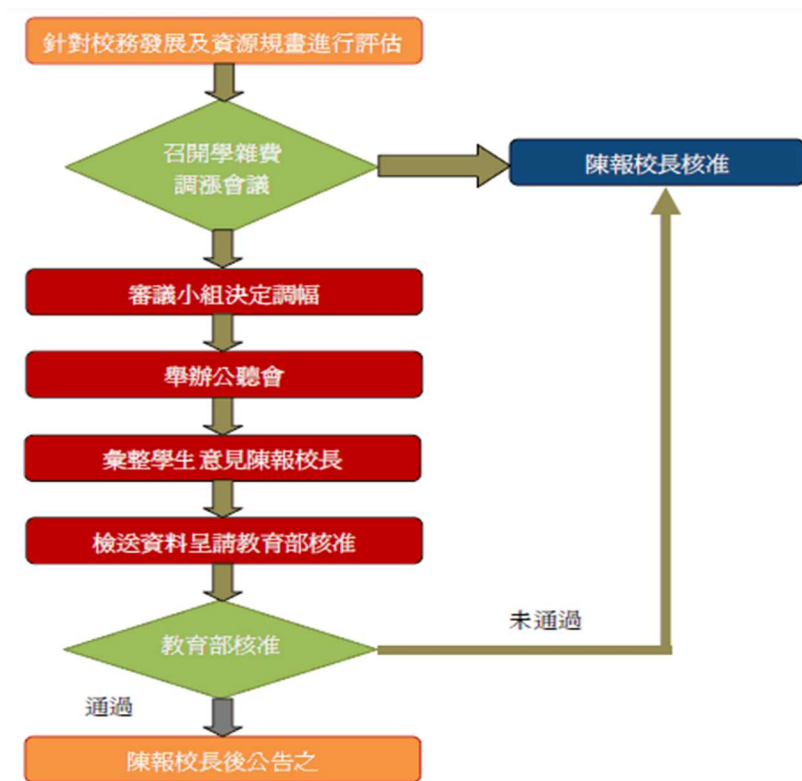 針對校務發展及資源規畫進行評估
召開學雜費
調漲會議
陳報校長核准
審議小組決定調幅
舉辦公聽會
彙整學生意見陳報校長
檢送資料呈請教育部核准
教育部核准
未通過
通過
陳報校長後公告之